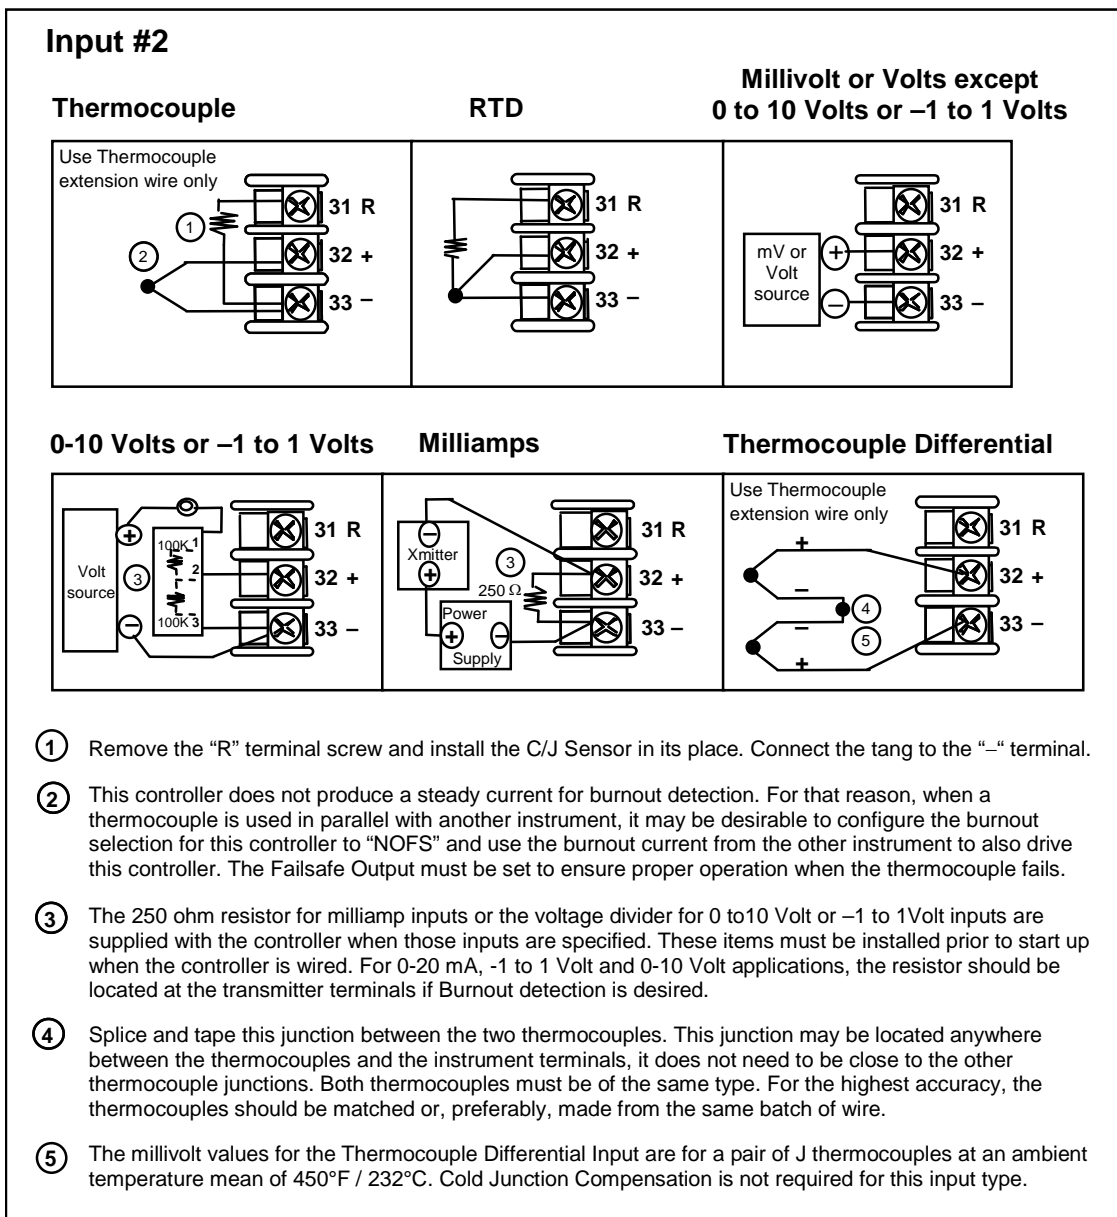 Input #2
Thermocouple
RTD
Millivolt or Volts except
0 to 10 Volts or –1 to 1 Volts
Use Thermocouple
extension wire only
1
2
31 R
32 +
33 –
31 R
32 +
33 –
mV or
Volt
source
+
–
31 R
32 +
33 –
0-10 Volts or –1 to 1 Volts
Milliamps
Thermocouple Differential
Volt
source
+
–
3
100K 1
2
100K 3
31 R
32 +
33 –
–
Xmitter
+
3
250 Ω
Power
+ –
Supply
31 R
32 +
33 –
Use Thermocouple
extension wire only
+
–
–
+
4
5
31 R
32 +
33 –
1 Remove the “R” terminal screw and install the C/J Sensor in its place. Connect the tang to the “–“ terminal.
2 This controller does not produce a steady current for burnout detection. For that reason, when a
thermocouple is used in parallel with another instrument, it may be desirable to configure the burnout
selection for this controller to “NOFS” and use the burnout current from the other instrument to also drive
this controller. The Failsafe Output must be set to ensure proper operation when the thermocouple fails.
3 The 250 ohm resistor for milliamp inputs or the voltage divider for 0 to10 Volt or –1 to 1Volt inputs are
supplied with the controller when those inputs are specified. These items must be installed prior to start up
when the controller is wired. For 0-20 mA, -1 to 1 Volt and 0-10 Volt applications, the resistor should be
located at the transmitter terminals if Burnout detection is desired.
4 Splice and tape this junction between the two thermocouples. This junction may be located anywhere
between the thermocouples and the instrument terminals, it does not need to be close to the other
thermocouple junctions. Both thermocouples must be of the same type. For the highest accuracy, the
thermocouples should be matched or, preferably, made from the same batch of wire.
5 The millivolt values for the Thermocouple Differential Input are for a pair of J thermocouples at an ambient
temperature mean of 450°F / 232°C. Cold Junction Compensation is not required for this input type.